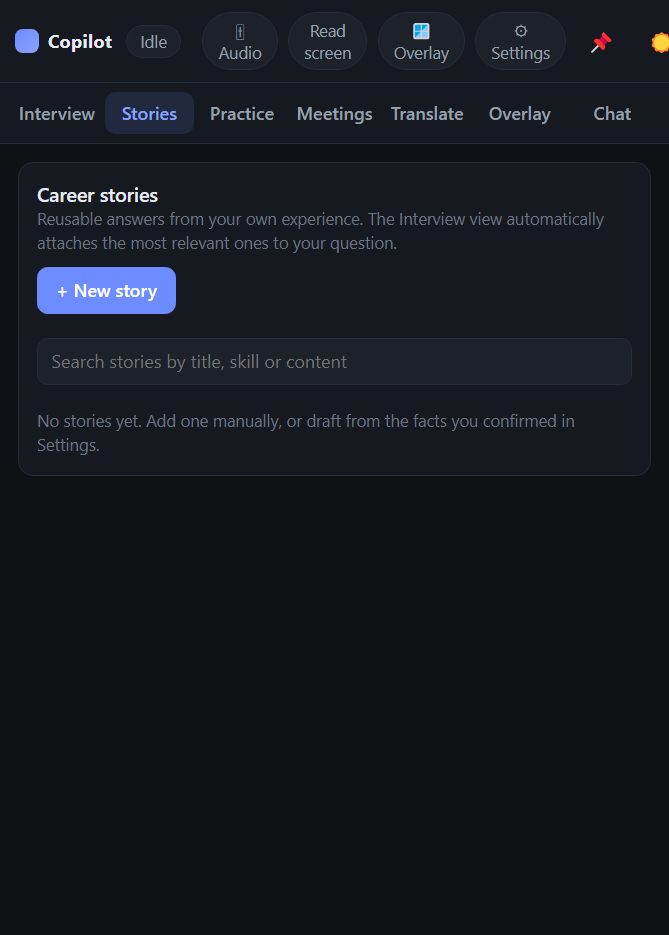 Copilot
Idle
Audio
Read
screen
Overlay
Settings
Interview
Stories
Practice
Meetings
Translate
Overlay
Chat
Career stories
Reusable answers from your own experience. The Interview view automatically
attaches the most relevant ones to your question.
+ New story
Search stories by title, skill or content
No stories yet. Add one manually, or draft from the facts you confirmed in
Settings.